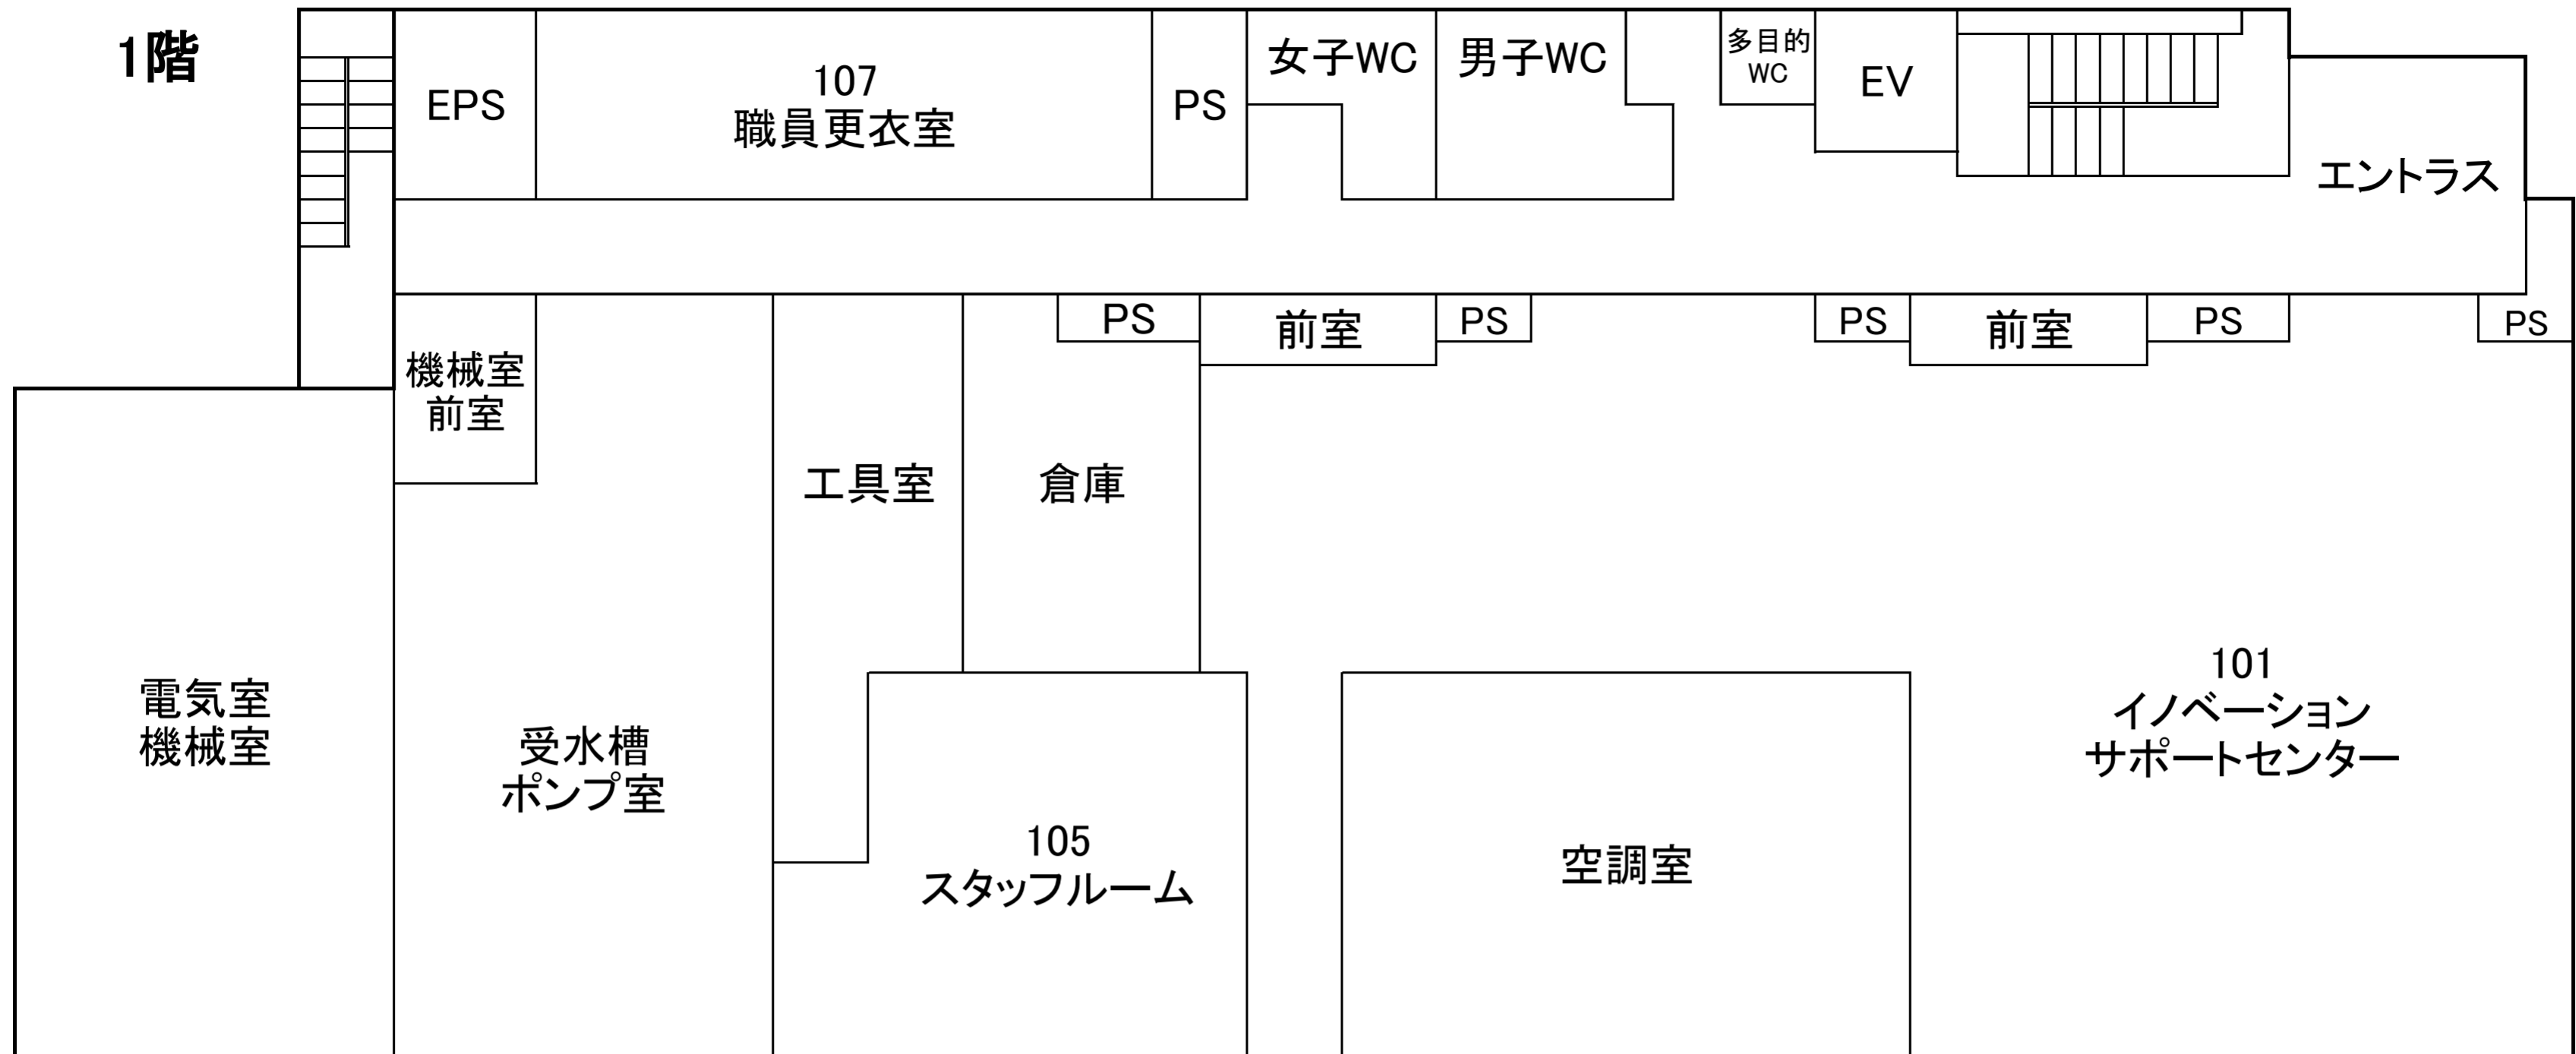 1階
EPS
107
職員更衣室
PS
女子WC
男子WC
多目的
WC
EV
エントラス
機械室
前室
PS
前室
PS
PS
前室
PS
PS
工具室
倉庫
電気室
機械室
受水槽
ポンプ室
105
スタッフルーム
空調室
101
イノベーション
サポートセンター